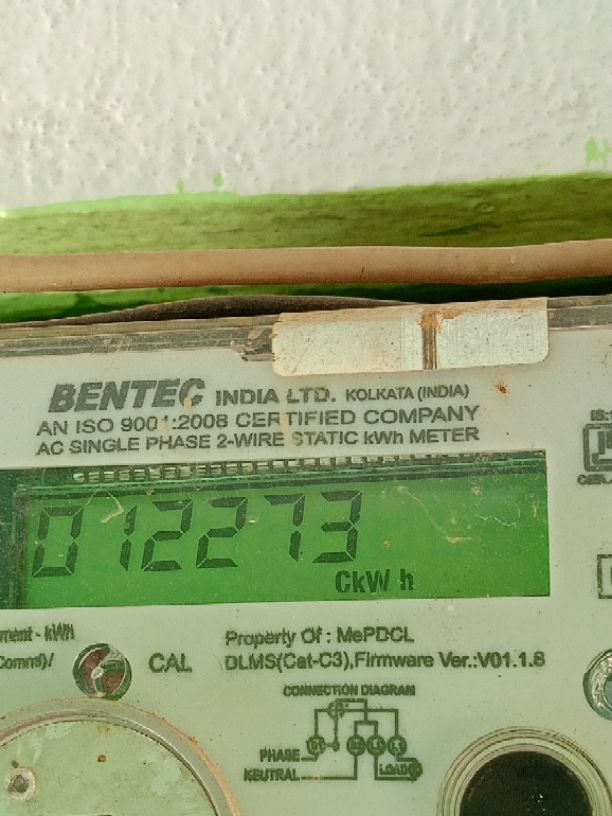 BENTEC INDIA LTD. KOLKATA (INDIA)
AN ISO 9001:2008 CERTIFIED COMPANY
AC SINGLE PHASE 2-WIRE STATIC kWh METER
012273
CkW h
kWh
Property Of : MePDCL
CAL
DLMS(Cat-C3),Firmware Ver.:V01.1.8
CONNECTION DIAGRAM
PHASE
NEUTRAL
LOAD